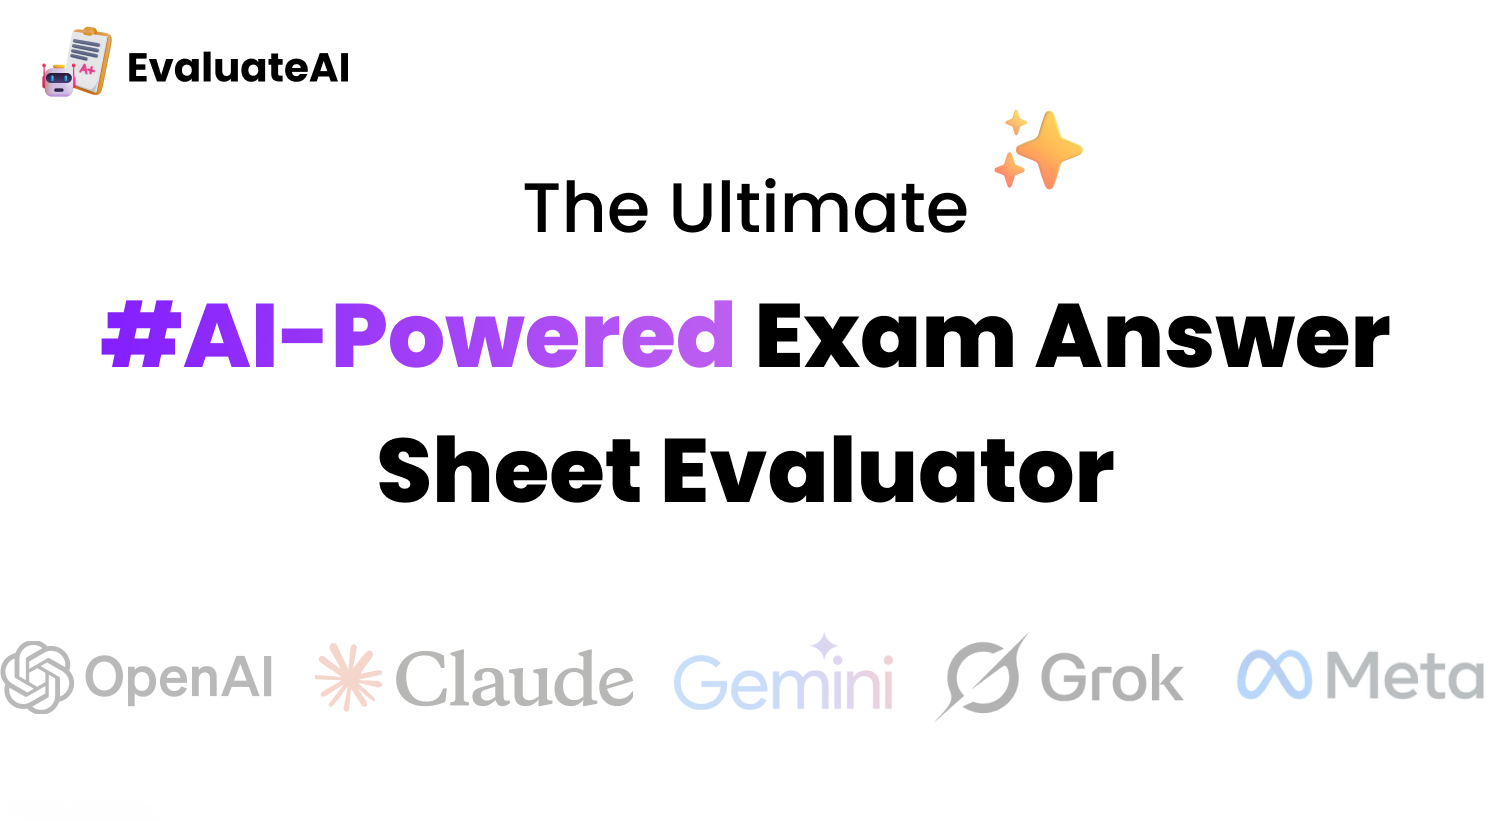 A+
EvaluateAI
The Ultimate
#AI-Powered Exam Answer
Sheet Evaluator
OpenAI Claude Gemini Grok Meta